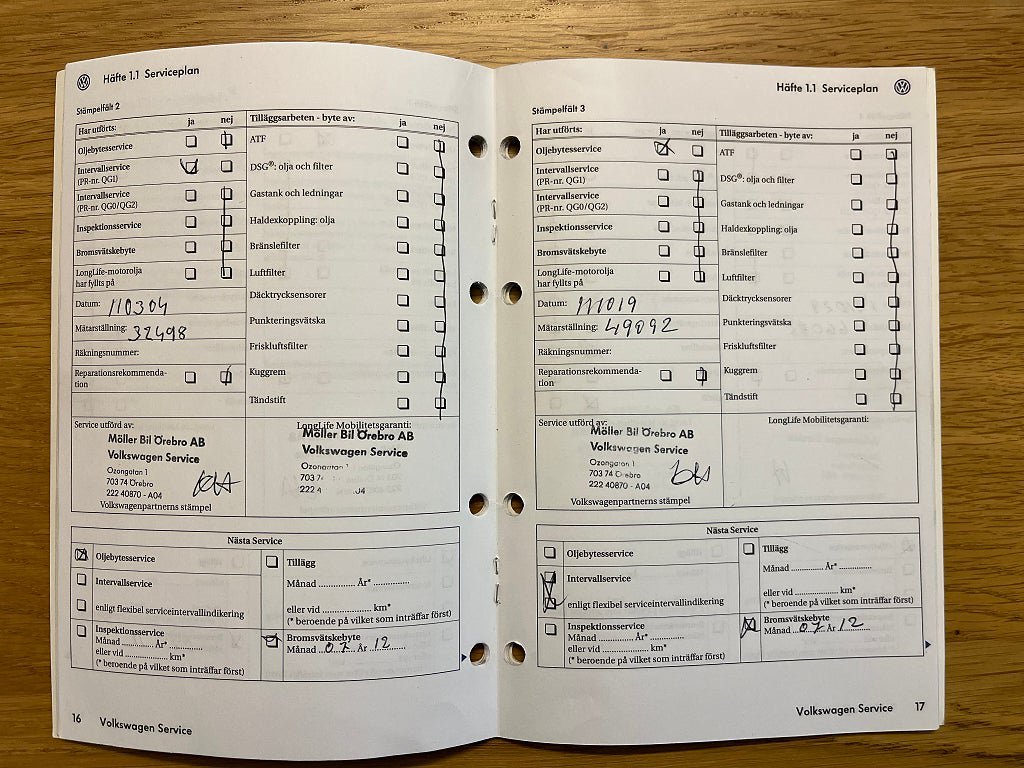 Häfte 1.1 Serviceplan
Stämpelfält 2
Har utförts: ja nej Tilläggsarbeten - byte av: ja nej
Oljebytesservice ATF
Intervallservice
(PR-nr. QG1) DSG®: olja och filter
Intervallservice
(PR-nr. QG0/QG2) Gastank och ledningar
Inspektionsservice Haldexkoppling: olja
Bromsvätskebyte Bränslefilter
LongLife-motorolja
har fyllts på Luftfilter
Datum: 110304 Däcktrycksensorer
Mätarställning: 32498 Punkteringsvätska
Räkningsnummer: Friskluftsfilter
Reparationsrekommenda-
tion Kuggrem
Tändstift
Service utförd av: LongLife Mobilitetsgaranti:
Möller Bil Örebro AB Möller Bil Örebro AB
Volkswagen Service Volkswagen Service
Ozongatan 1 Ozongatan 1
703 74 Örebro 703 7
222 40870 - A04 222 4 04
Volkswagenpartnerns stämpel
Nästa Service
Oljebytesservice Tillägg
Intervallservice Månad .............. År* ..............
enligt flexibel serviceintervallindikering eller vid ........................ km*
(* beroende på vilket som inträffar först)
Inspektionsservice Bromsvätskebyte
Månad ............ År* ............ Månad 07 År 12
eller vid ........................ km*
(* beroende på vilket som inträffar först)
16 Volkswagen Service
Häfte 1.1 Serviceplan
Stämpelfält 3
Har utförts: ja nej Tilläggsarbeten - byte av: ja nej
Oljebytesservice ATF
Intervallservice
(PR-nr. QG1) DSG®: olja och filter
Intervallservice
(PR-nr. QG0/QG2) Gastank och ledningar
Inspektionsservice Haldexkoppling: olja
Bromsvätskebyte Bränslefilter
LongLife-motorolja
har fyllts på Luftfilter
Datum: 111019 Däcktrycksensorer
Mätarställning: 49092 Punkteringsvätska
Räkningsnummer: Friskluftsfilter
Reparationsrekommenda-
tion Kuggrem
Tändstift
Service utförd av: LongLife Mobilitetsgaranti:
Möller Bil Örebro AB
Volkswagen Service
Ozongatan 1
703 74 Örebro
222 40870 - A04
Volkswagenpartnerns stämpel
Nästa Service
Oljebytesservice Tillägg
Intervallservice Månad .............. År* ..............
enligt flexibel serviceintervallindikering eller vid ........................ km*
(* beroende på vilket som inträffar först)
Inspektionsservice Bromsvätskebyte
Månad ............ År* ............ Månad 07 År 12
eller vid ........................ km*
(* beroende på vilket som inträffar först)
Volkswagen Service 17